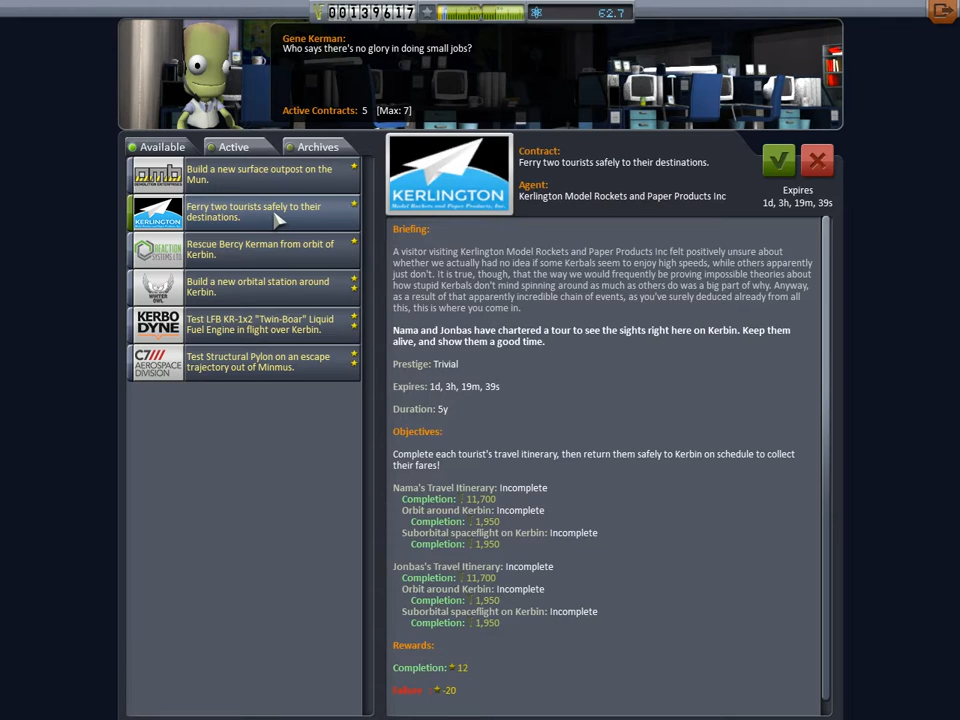 00139617
62.7
Gene Kerman:
Who says there's no glory in doing small jobs?
Active Contracts: 5 [Max: 7]
Available
Active
Archives
Build a new surface outpost on the
Mun.
KERLINGTON
Ferry two tourists safely to their
destinations.
REACTION
SYSTEMS LTD
Rescue Bercy Kerman from orbit of
Kerbin.
WINTER
OWL
Build a new orbital station around
Kerbin.
KERBO
DYNE
Test LFB KR-1x2 "Twin-Boar" Liquid
Fuel Engine in flight over Kerbin.
C7
AEROSPACE
DIVISION
Test Structural Pylon on an escape
trajectory out of Minmus.
KERLINGTON
Model Rockets and Paper Products Inc
Contract:
Ferry two tourists safely to their destinations.
Agent:
Kerlington Model Rockets and Paper Products Inc
Expires
1d, 3h, 19m, 39s
Briefing:
A visitor visiting Kerlington Model Rockets and Paper Products Inc felt positively unsure about
whether we actually had no idea if some Kerbals seem to enjoy high speeds, while others apparently
just don't. It is true, though, that the way we would frequently be proving impossible theories about
how stupid Kerbals don't mind spinning around as much as others do was a big part of why. Anyway,
as a result of that apparently incredible chain of events, as you've surely deduced already from all
this, this is where you come in.
Nama and Jonbas have chartered a tour to see the sights right here on Kerbin. Keep them
alive, and show them a good time.
Prestige: Trivial
Expires: 1d, 3h, 19m, 39s
Duration: 5y
Objectives:
Complete each tourist's travel itinerary, then return them safely to Kerbin on schedule to collect
their fares!
Nama's Travel Itinerary: Incomplete
Completion: 11,700
Orbit around Kerbin: Incomplete
Completion: 1,950
Suborbital spaceflight on Kerbin: Incomplete
Completion: 1,950
Jonbas's Travel Itinerary: Incomplete
Completion: 11,700
Orbit around Kerbin: Incomplete
Completion: 1,950
Suborbital spaceflight on Kerbin: Incomplete
Completion: 1,950
Rewards:
Completion: 12
Failure: -20